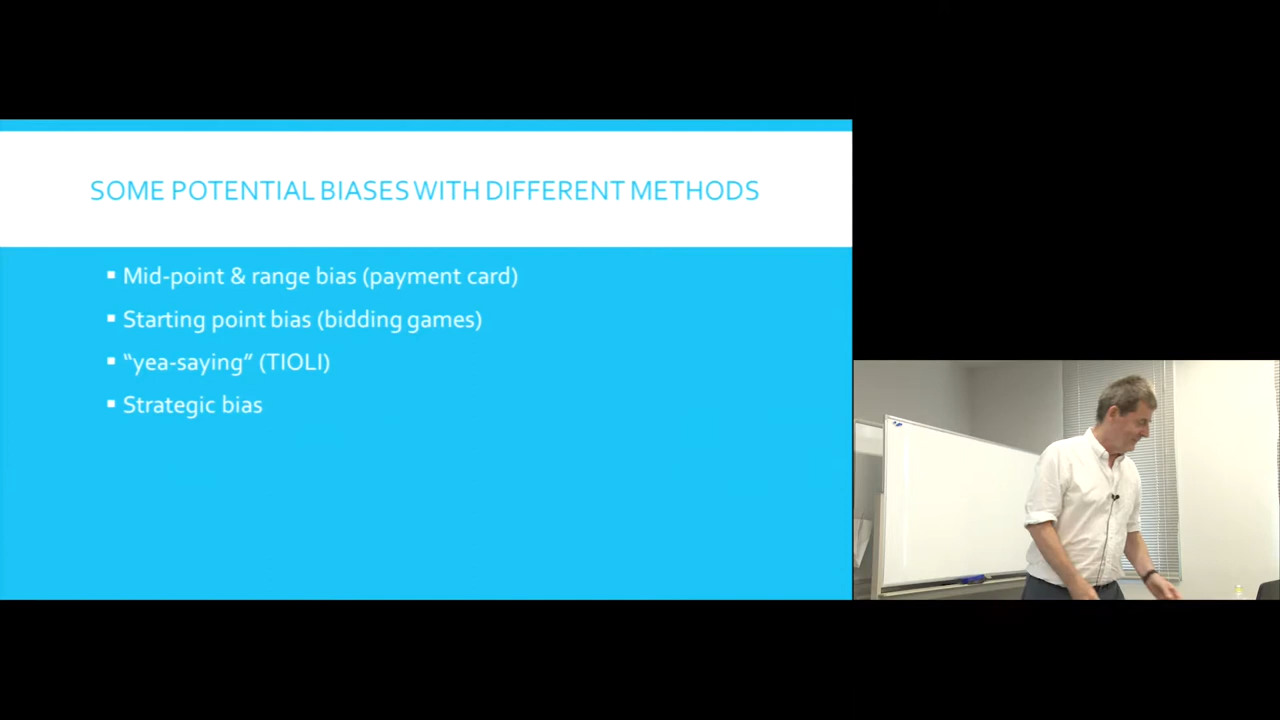 SOME POTENTIAL BIASES WITH DIFFERENT METHODS
▪ Mid-point & range bias (payment card)
▪ Starting point bias (bidding games)
▪ “yea-saying” (TIOLI)
▪ Strategic bias